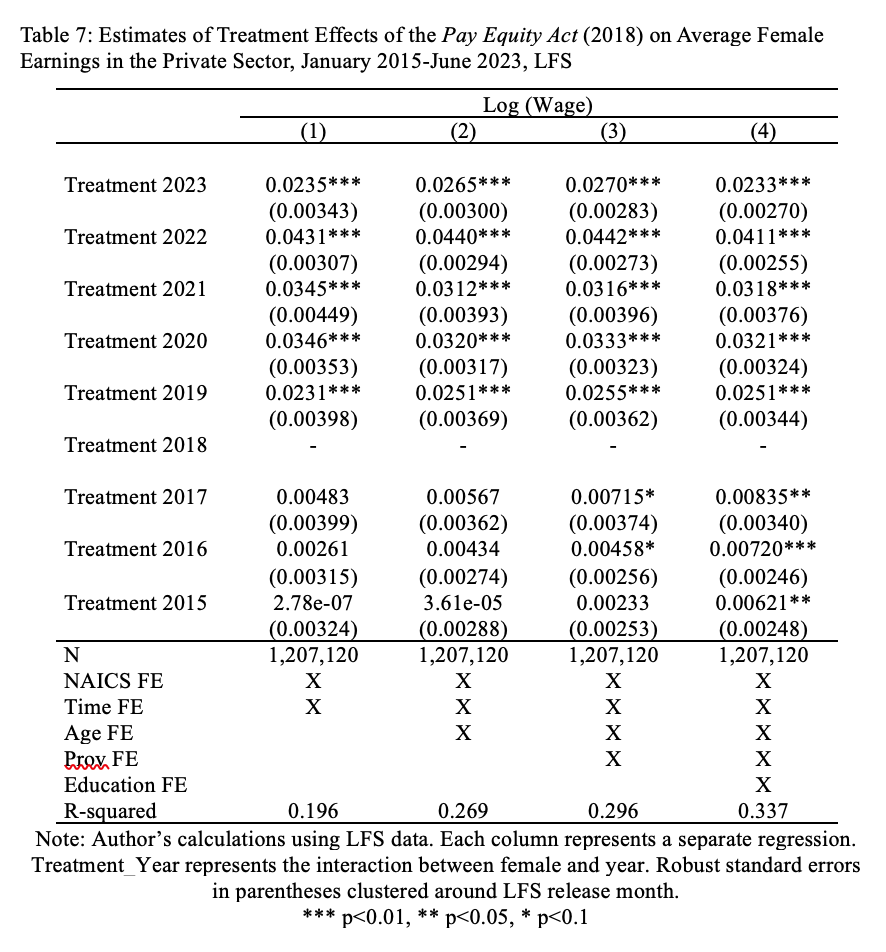 Table 7: Estimates of Treatment Effects of the Pay Equity Act (2018) on Average Female
Earnings in the Private Sector, January 2015-June 2023, LFS
Log (Wage)
(1) (2) (3) (4)
Treatment 2023 0.0235*** 0.0265*** 0.0270*** 0.0233***
(0.00343) (0.00300) (0.00283) (0.00270)
Treatment 2022 0.0431*** 0.0440*** 0.0442*** 0.0411***
(0.00307) (0.00294) (0.00273) (0.00255)
Treatment 2021 0.0345*** 0.0312*** 0.0316*** 0.0318***
(0.00449) (0.00393) (0.00396) (0.00376)
Treatment 2020 0.0346*** 0.0320*** 0.0333*** 0.0321***
(0.00353) (0.00317) (0.00323) (0.00324)
Treatment 2019 0.0231*** 0.0251*** 0.0255*** 0.0251***
(0.00398) (0.00369) (0.00362) (0.00344)
Treatment 2018 - - - -
Treatment 2017 0.00483 0.00567 0.00715* 0.00835**
(0.00399) (0.00362) (0.00374) (0.00340)
Treatment 2016 0.00261 0.00434 0.00458* 0.00720***
(0.00315) (0.00274) (0.00256) (0.00246)
Treatment 2015 2.78e-07 3.61e-05 0.00233 0.00621**
(0.00324) (0.00288) (0.00253) (0.00248)
N 1,207,120 1,207,120 1,207,120 1,207,120
NAICS FE X X X X
Time FE X X X X
Age FE X X X
Prov FE X X
Education FE X
R-squared 0.196 0.269 0.296 0.337
Note: Author's calculations using LFS data. Each column represents a separate regression.
Treatment_Year represents the interaction between female and year. Robust standard errors
in parentheses clustered around LFS release month.
*** p<0.01, ** p<0.05, * p<0.1